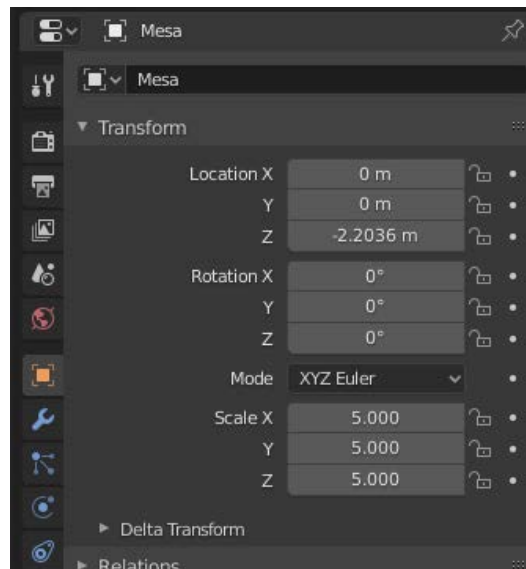 Mesa
Mesa
Transform
Location X 0 m
Y 0 m
Z -2.2036 m
Rotation X 0°
Y 0°
Z 0°
Mode XYZ Euler
Scale X 5.000
Y 5.000
Z 5.000
Delta Transform
Relations